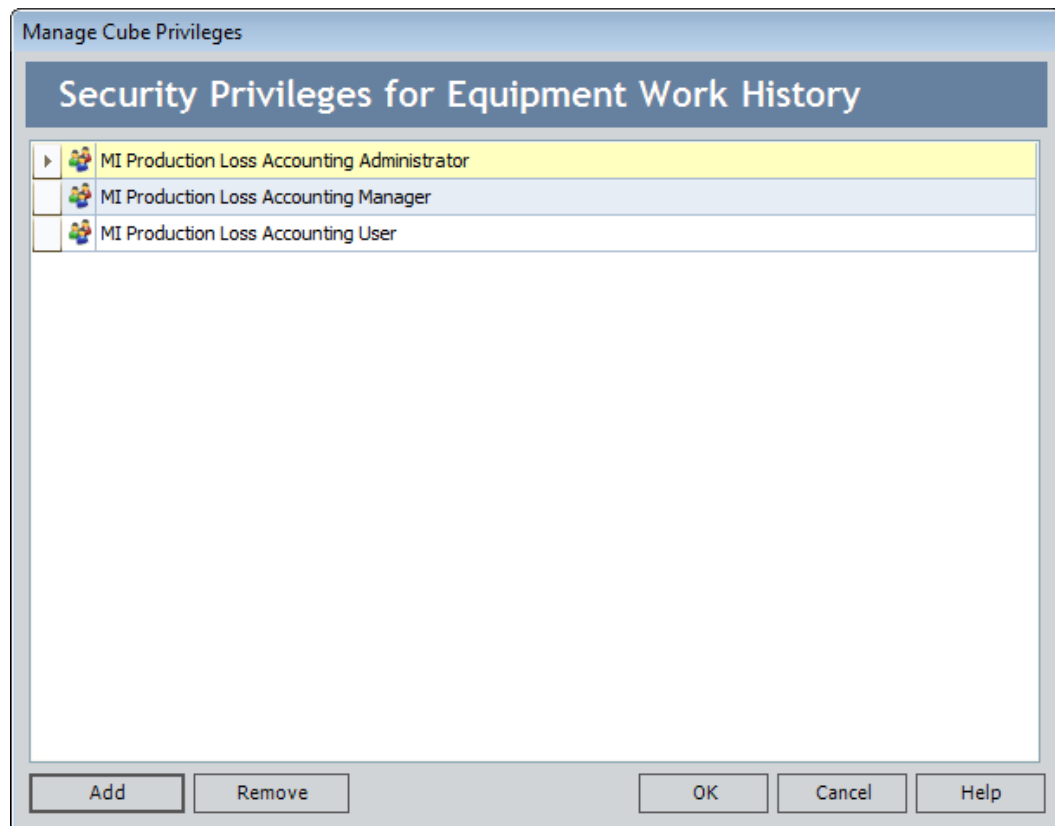 Manage Cube Privileges
Security Privileges for Equipment Work History
MI Production Loss Accounting Administrator
MI Production Loss Accounting Manager
MI Production Loss Accounting User
Add Remove OK Cancel Help